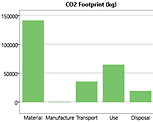 CO2 Footprint (kg)
150000
100000
50000
0
Material Manufacture Transport Use Disposal